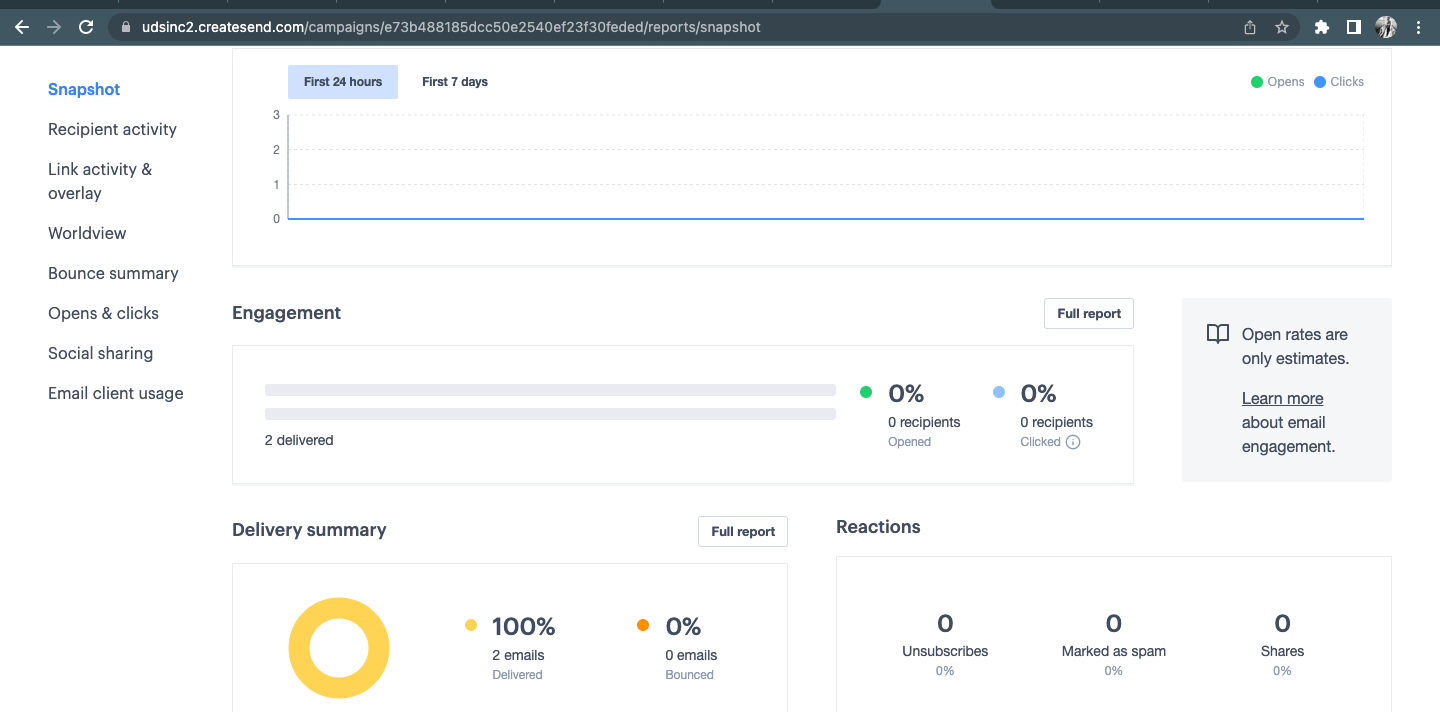 udsinc2.createsend.com/campaigns/e73b488185dcc50e2540ef23f30feded/reports/snapshot
Snapshot
Recipient activity
Link activity &
overlay
Worldview
Bounce summary
Opens & clicks
Social sharing
Email client usage
First 24 hours
First 7 days
Opens
Clicks
3
2
1
0
Engagement
Full report
2 delivered
0%
0 recipients
Opened
0%
0 recipients
Clicked
Open rates are
only estimates.
Learn more
about email
engagement.
Delivery summary
Full report
100%
2 emails
Delivered
0%
0 emails
Bounced
Reactions
0
Unsubscribes
0%
0
Marked as spam
0%
0
Shares
0%